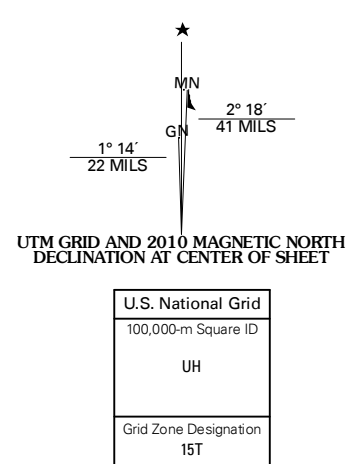 MN
2° 18´
41 MILS
GN
1° 14´
22 MILS
UTM GRID AND 2010 MAGNETIC NORTH
DECLINATION AT CENTER OF SHEET
U.S. National Grid
100,000-m Square ID
UH
Grid Zone Designation
15T